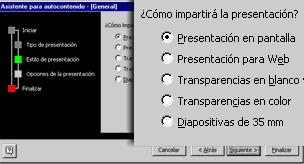 Asistente para autocontenido - [General]
Iniciar
Tipo de presentación
Estilo de presentación
Opciones de la presentación
Finalizar
¿Cómo impartirá la presentación?
Presentación en pantalla
Presentación para Web
Transparencias en blanco
Transparencias en color
Diapositivas de 35 mm
¿Cómo
Cancelar
< Atrás
Siguiente >
Finalizar